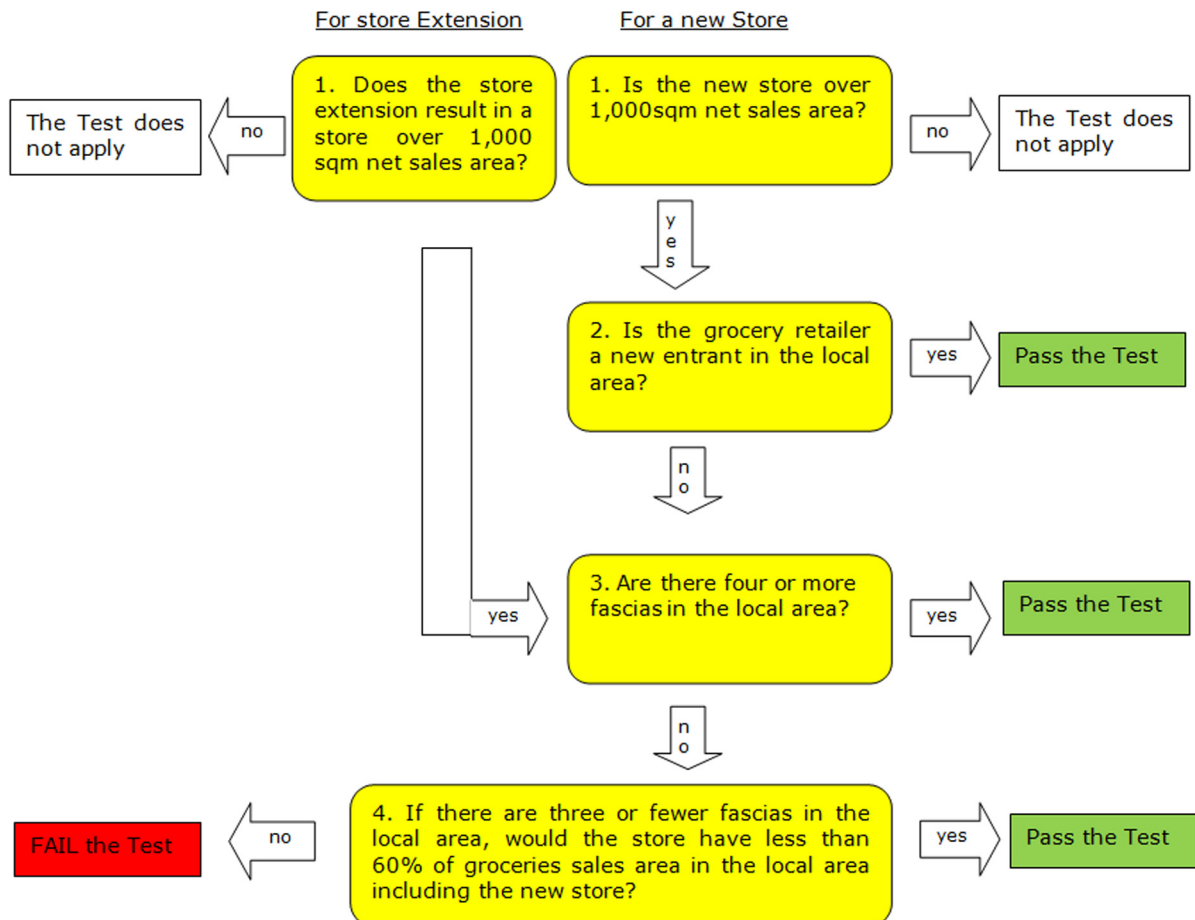 For store Extension
For a new Store
1. Does the store
extension result in a
store over 1,000
sqm net sales area?
1. Is the new store over
1,000sqm net sales area?
The Test does
not apply
no
no
The Test does
not apply
yes
2. Is the grocery retailer
a new entrant in the local
area?
yes
Pass the Test
no
3. Are there four or more
fascias in the local area?
yes
yes
Pass the Test
no
4. If there are three or fewer fascias in the
local area, would the store have less than
60% of groceries sales area in the local area
including the new store?
no
FAIL the Test
yes
Pass the Test